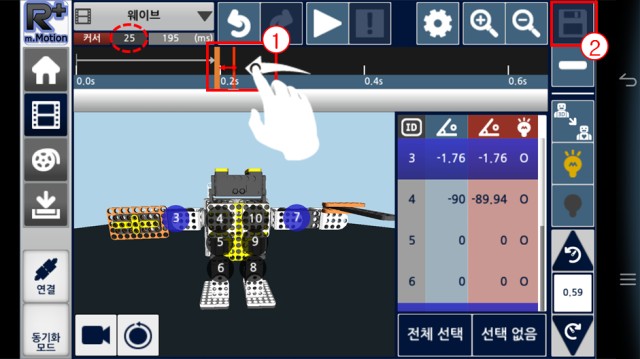 R+
m.Motion
웨이브
커서 25 195 (ms)
1
2
0.0s 0.2s 0.4s 0.6s
ID
3 -1.76 -1.76 O
4 -90 -89.94 O
5 0 0 O
6 0 0 O
3 4 10 7
5 9
6 8
0.59
연결
동기화
모드
전체 선택
선택 없음